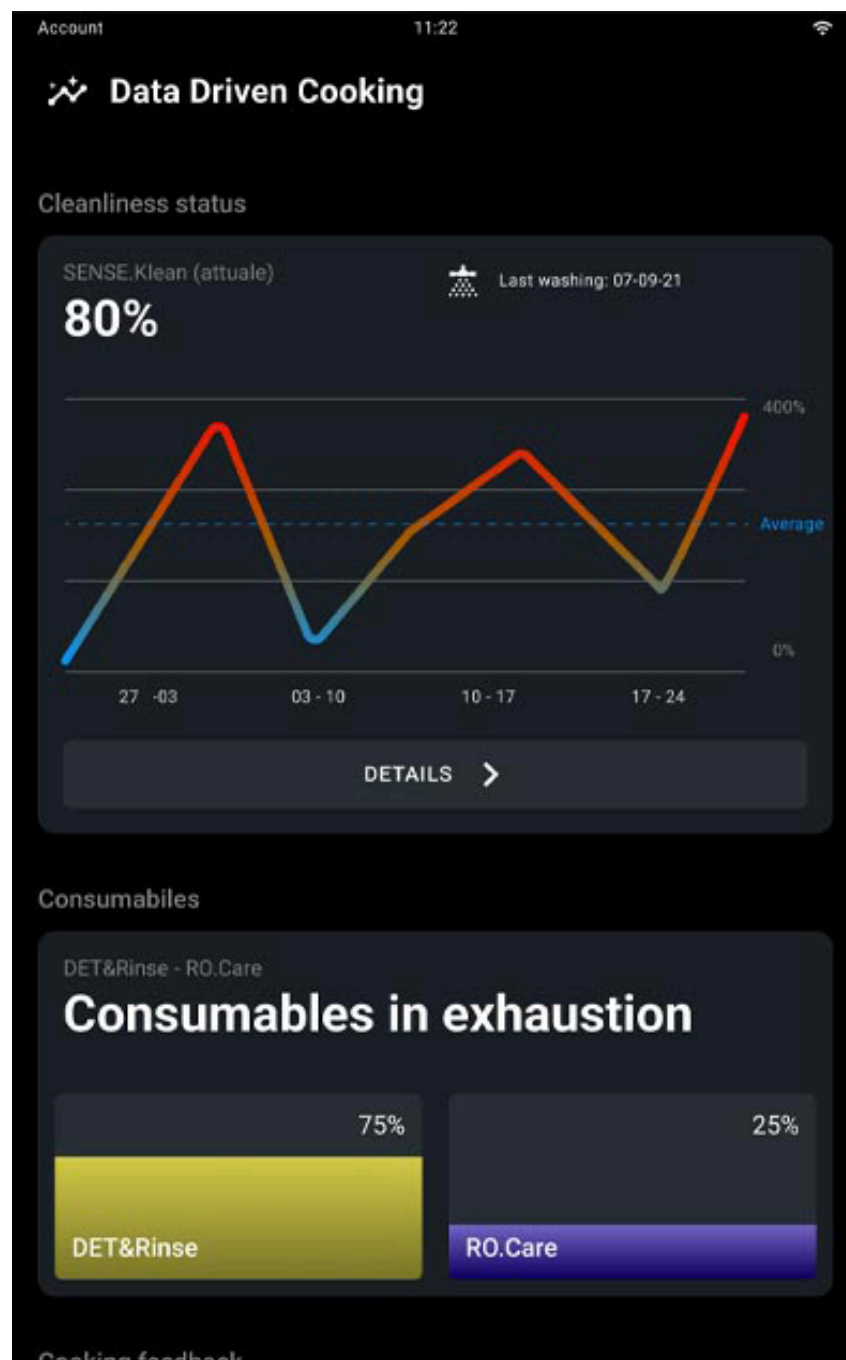 Account 11:22
Data Driven Cooking
Cleanliness status
SENSE.Klean (attuale)
80%
Last washing: 07-09-21
400%
Average
0%
27 -03 03 - 10 10 - 17 17 - 24
DETAILS
Consumabiles
DET&Rinse - RO.Care
Consumables in exhaustion
75%
DET&Rinse
25%
RO.Care
Cooking feedback